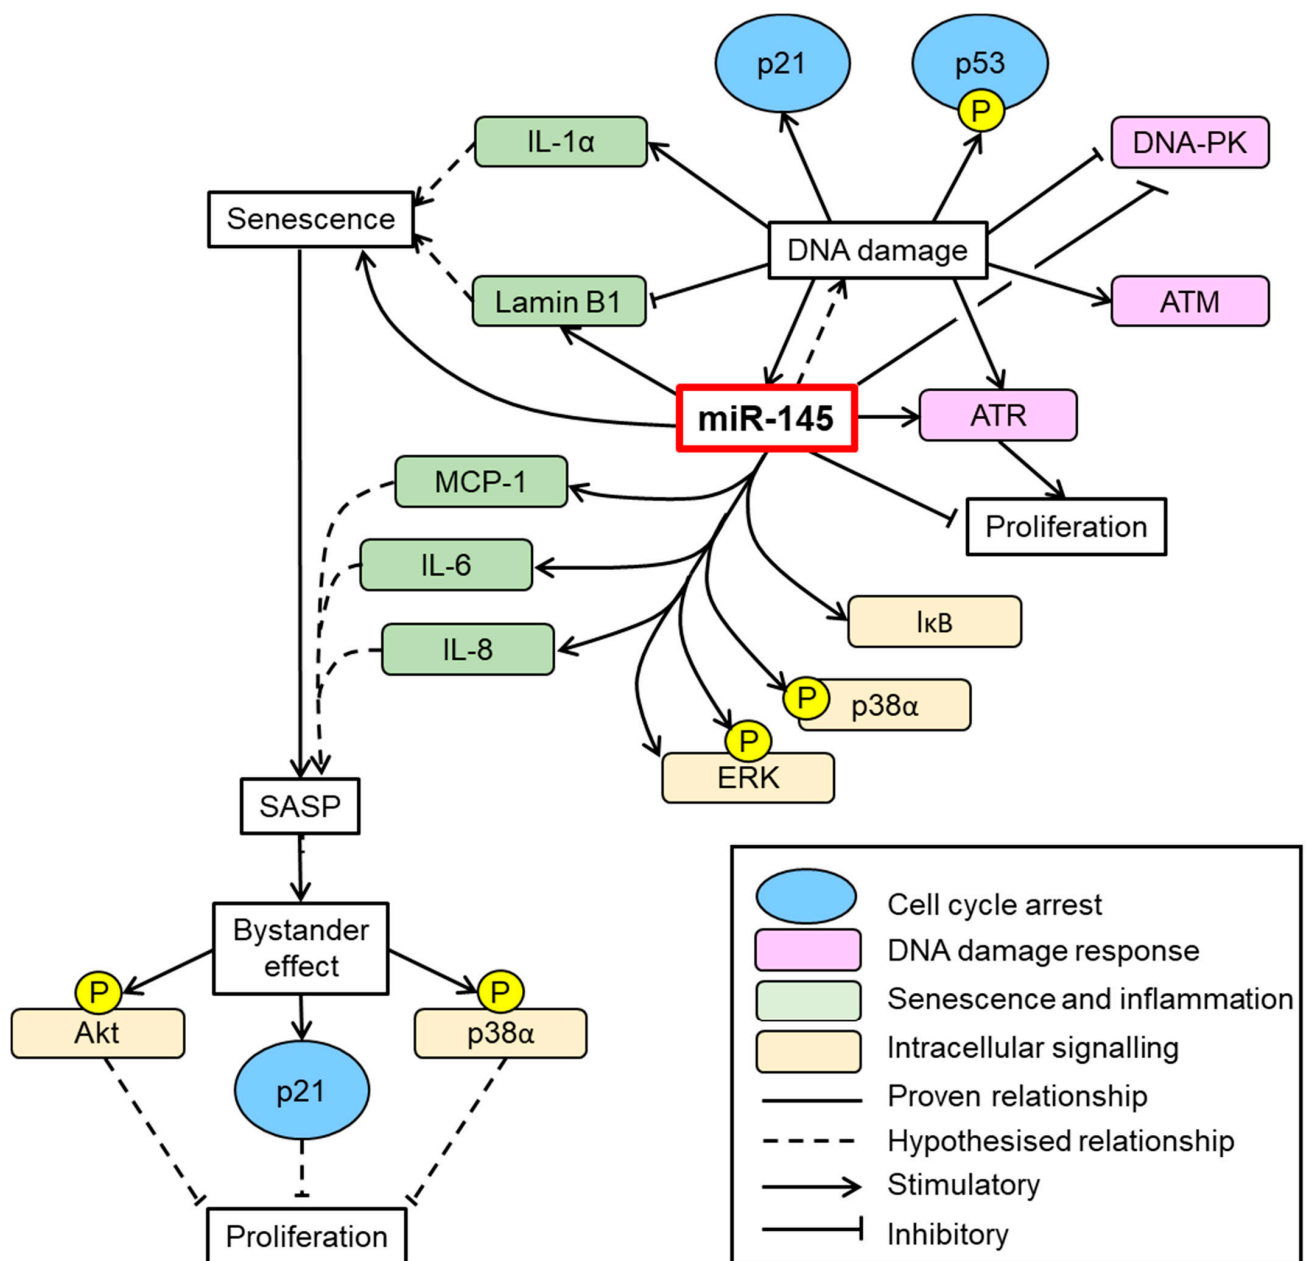 p21
p53
P
IL-1α
DNA-PK
Senescence
DNA damage
Lamin B1
ATM
miR-145
ATR
MCP-1
Proliferation
IL-6
IκB
IL-8
P
p38α
P
ERK
SASP
Bystander
effect
P
Akt
P
p38α
p21
Proliferation
Cell cycle arrest
DNA damage response
Senescence and inflammation
Intracellular signalling
Proven relationship
Hypothesised relationship
Stimulatory
Inhibitory